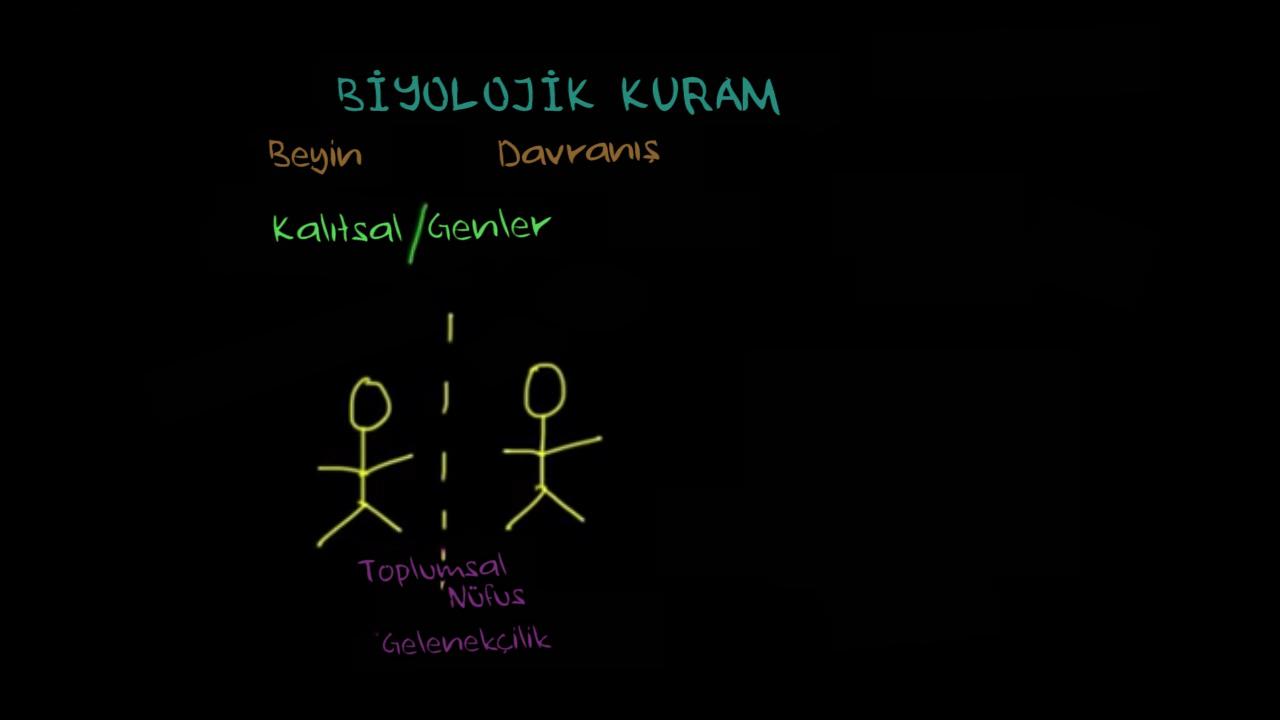 BİYOLOJİK KURAM
Beyin Davranış
Kalıtsal/Genler
Toplumsal
Nüfus
Gelenekçilik